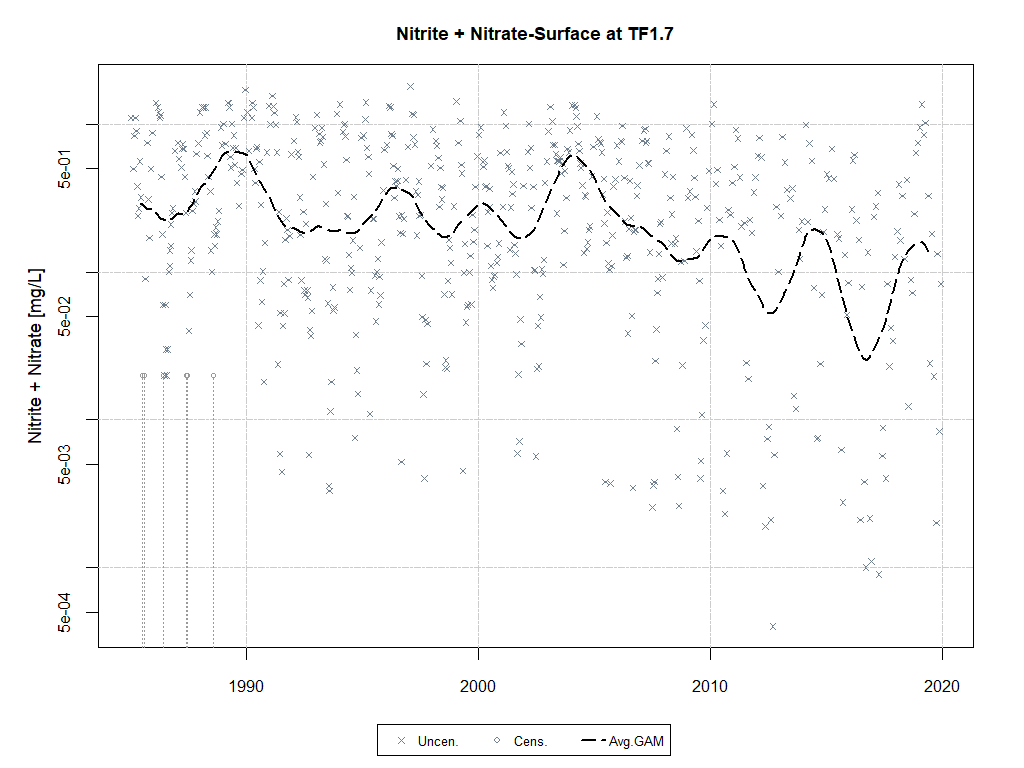 Nitrite + Nitrate-Surface at TF1.7
Nitrite + Nitrate [mg/L]
5e-01
5e-02
5e-03
5e-04
1990 2000 2010 2020
Uncen. Cens. Avg.GAM